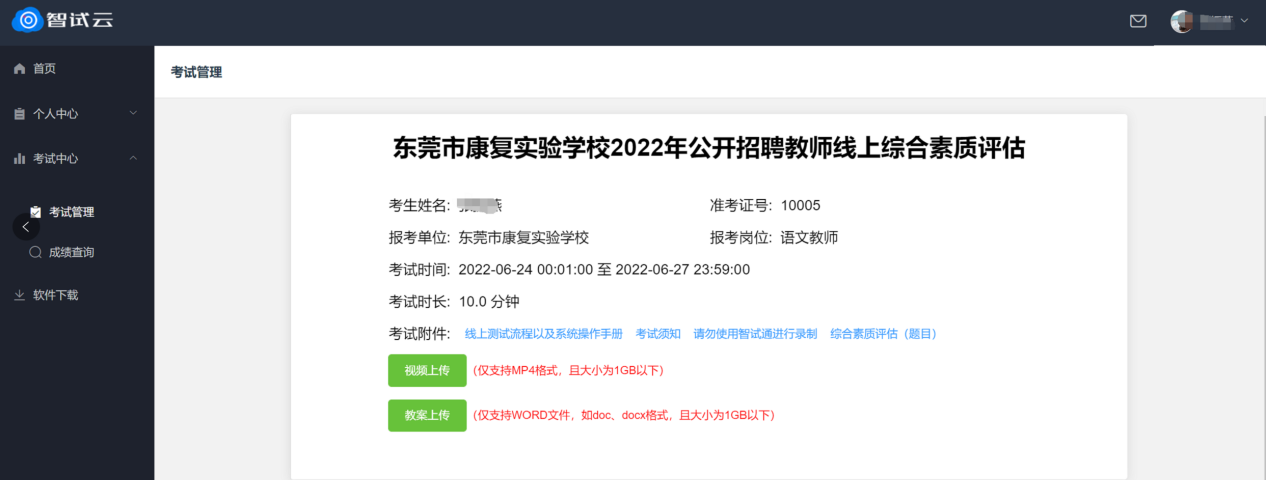 智试云
首页
个人中心
考试中心
考试管理
成绩查询
软件下载
考试管理
东莞市康复实验学校2022年公开招聘教师线上综合素质评估
考生姓名: 准考证号: 10005
报考单位: 东莞市康复实验学校 报考岗位: 语文教师
考试时间: 2022-06-24 00:01:00 至 2022-06-27 23:59:00
考试时长: 10.0 分钟
考试附件: 线上测试流程以及系统操作手册 考试须知 请勿使用智试通进行录制 综合素质评估（题目）
视频上传 （仅支持MP4格式，且大小为1GB以下）
教案上传 （仅支持WORD文件，如doc、docx格式，且大小为1GB以下）